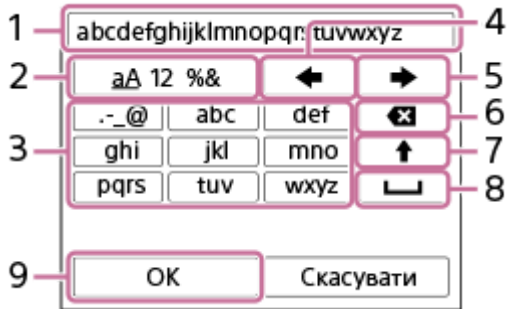 4
1 abcdefghijklmnopqrstuvwxyz
2 aA 12 %& 5
.-_@ abc def 6
3 ghi jkl mno 7
pqrs tuv wxyz 8
9 OK Скасувати